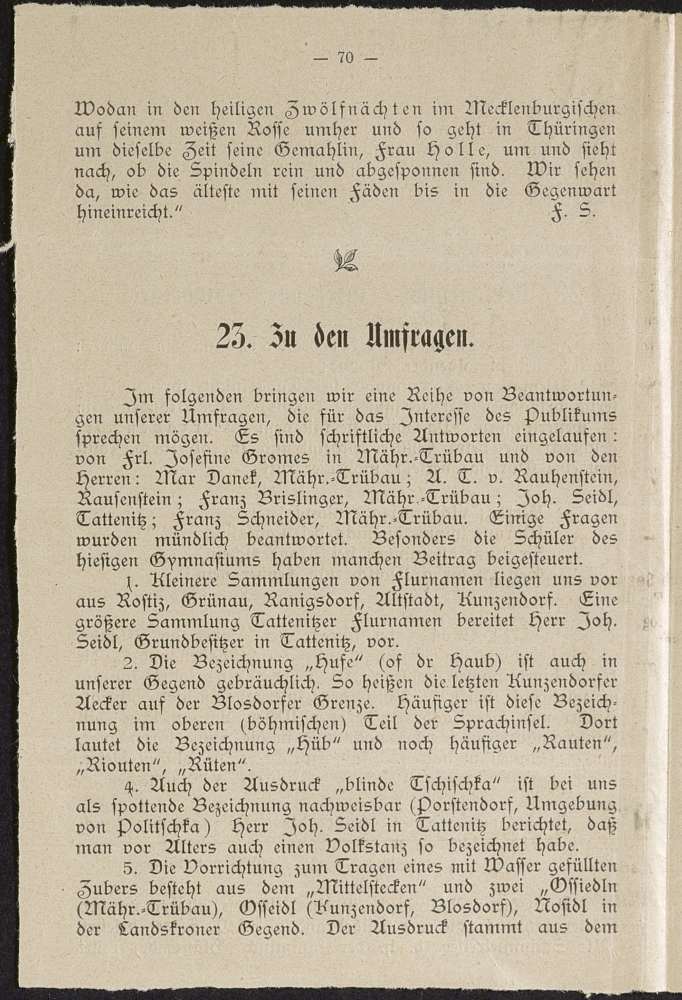 — 70 —
Wodan in den heiligen Zwölfnächten im Mecklenburgischen
auf seinem weißen Rosse umher und so geht in Thüringen
um dieselbe Zeit seine Gemahlin, Frau Holle, um und sieht
nach, ob die Spindeln rein und abgesponnen sind. Wir sehen
da, wie das älteste mit seinen Fäden bis in die Gegenwart
hineinreicht.“ F. S.
23. Zu den Umfragen.
Im folgenden bringen wir eine Reihe von Beantwortun-
gen unserer Umfragen, die für das Interesse des Publikums
sprechen mögen. Es sind schriftliche Antworten eingelaufen:
von Frl. Josefine Gromes in Mähr.-Trübau und von den
Herren: Max Danek, Mähr.-Trübau; A. T. v. Rauhenstein,
Rausenstein; Franz Brislinger, Mähr.-Trübau; Joh. Seidl,
Tattenitz; Franz Schneider, Mähr.-Trübau. Einige Fragen
wurden mündlich beantwortet. Besonders die Schüler des
hiesigen Gymnasiums haben manchen Beitrag beigesteuert.
1. Kleinere Sammlungen von Flurnamen liegen uns vor
aus Rostiz, Grünau, Ranigsdorf, Altstadt, Kunzendorf. Eine
größere Sammlung Tattenitzer Flurnamen bereitet Herr Joh.
Seidl, Grundbesitzer in Tattenitz, vor.
2. Die Bezeichnung „Hufe“ (of dr Haub) ist auch in
unserer Gegend gebräuchlich. So heißen die letzten Kunzendorfer
Aecker auf der Blosdorfer Grenze. Häufiger ist diese Bezeich-
nung im oberen (böhmischen) Teil der Sprachinsel. Dort
lautet die Bezeichnung „Hüb“ und noch häufiger „Rauten“,
„Riouten“, „Rüten“.
4. Auch der Ausdruck „blinde Tschischka“ ist bei uns
als spottende Bezeichnung nachweisbar (Porstendorf, Umgebung
von Politschka) Herr Joh. Seidl in Tattenitz berichtet, daß
man vor Alters auch einen Volkstanz so bezeichnet habe.
5. Die Vorrichtung zum Tragen eines mit Wasser gefüllten
Zubers besteht aus dem „Mittelstecken“ und zwei „Ossiedln
(Mähr.-Trübau), Osseidl (Kunzendorf, Blosdorf), Nosidl in
der Landskroner Gegend. Der Ausdruck stammt aus dem